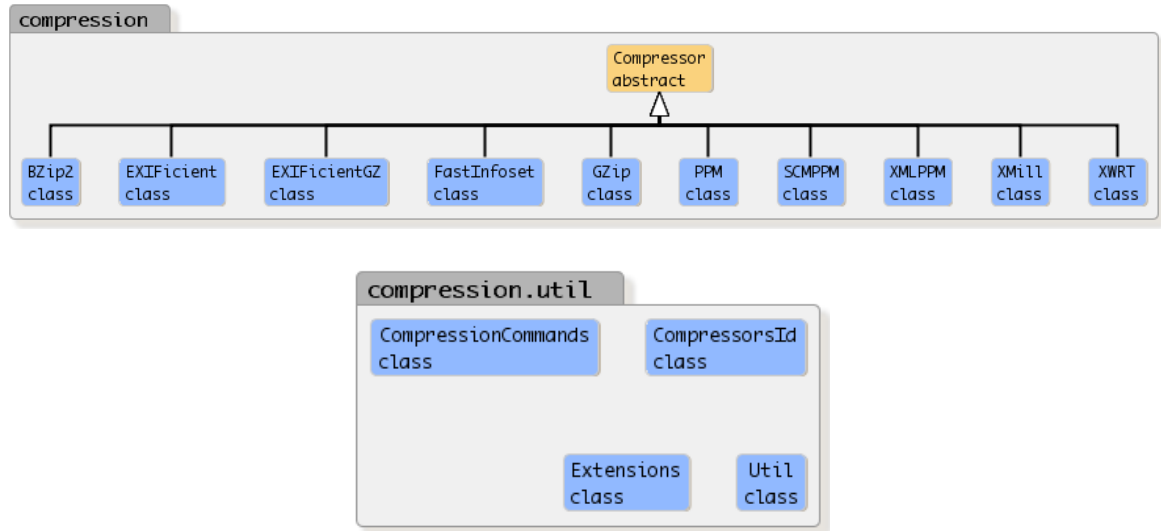 compression
Compressor
abstract
BZip2
class
EXIFicient
class
EXIFicientGZ
class
FastInfoset
class
GZip
class
PPM
class
SCMPPM
class
XMLPPM
class
XMill
class
XWRT
class
compression.util
CompressionCommands
class
CompressorsId
class
Extensions
class
Util
class